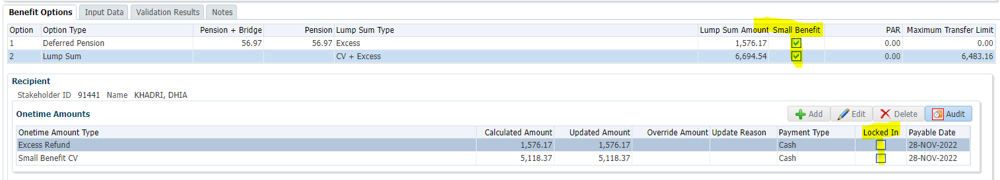 Benefit Options Input Data Validation Results Notes
Option Option Type Pension + Bridge Pension Lump Sum Type Lump Sum Amount Small Benefit PAR Maximum Transfer Limit
1 Deferred Pension 56.97 56.97 Excess 1,576.17 0.00 0.00
2 Lump Sum CV + Excess 6,694.54 0.00 6,483.16
Recipient
Stakeholder ID 91441 Name KHADRI, DHIA
Onetime Amounts Add Edit Delete Audit
Onetime Amount Type Calculated Amount Updated Amount Override Amount Update Reason Payment Type Locked In Payable Date
Excess Refund 1,576.17 1,576.17 Cash 28-NOV-2022
Small Benefit CV 5,118.37 5,118.37 Cash 28-NOV-2022